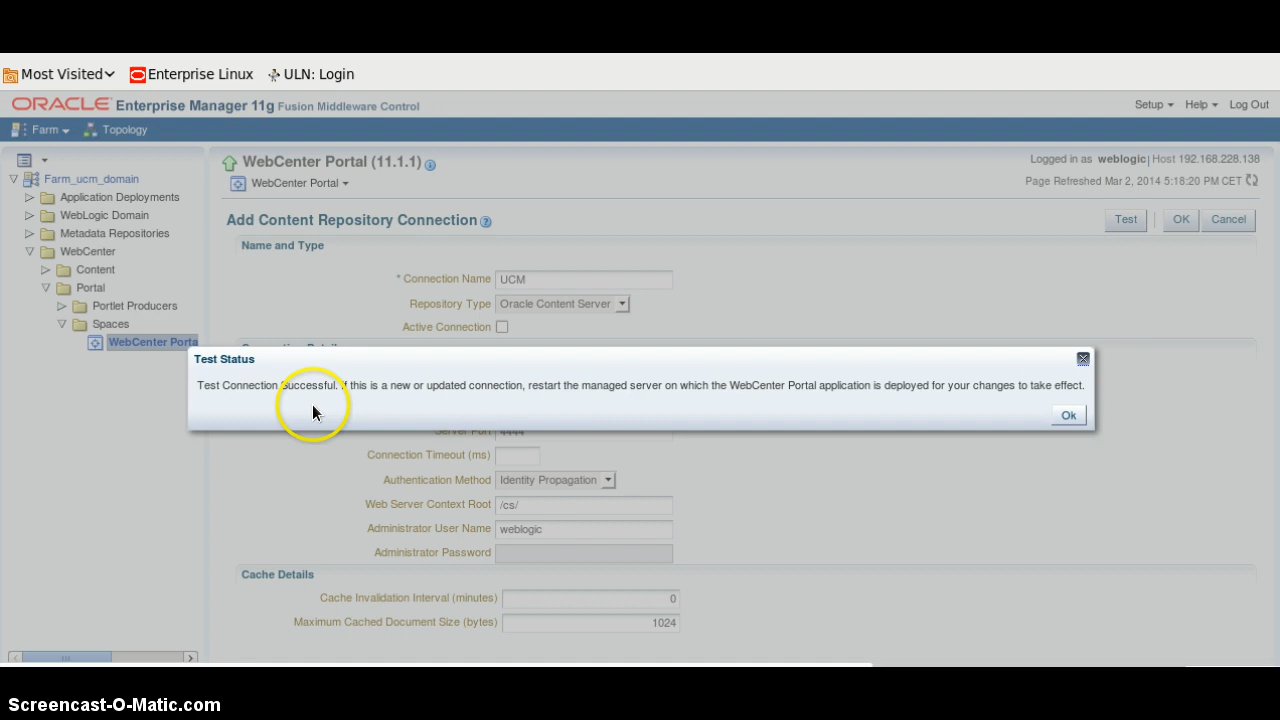 Most Visited Enterprise Linux ULN: Login
ORACLE Enterprise Manager 11g Fusion Middleware Control Setup Help Log Out
Farm Topology
WebCenter Portal (11.1.1) Logged in as weblogic| Host 192.168.228.138
WebCenter Portal Page Refreshed Mar 2, 2014 5:18:20 PM CET
Farm_ucm_domain
Application Deployments
WebLogic Domain
Metadata Repositories
WebCenter
Content
Portal
Portlet Producers
Spaces
WebCenter Porta
Add Content Repository Connection Test OK Cancel
Name and Type
* Connection Name UCM
Repository Type Oracle Content Server
Active Connection
Test Status
Test Connection Successful. If this is a new or updated connection, restart the managed server on which the WebCenter Portal application is deployed for your changes to take effect.
Ok
Server Port 4444
Connection Timeout (ms)
Authentication Method Identity Propagation
Web Server Context Root /cs/
Administrator User Name weblogic
Administrator Password
Cache Details
Cache Invalidation Interval (minutes) 0
Maximum Cached Document Size (bytes) 1024
Screencast-O-Matic.com